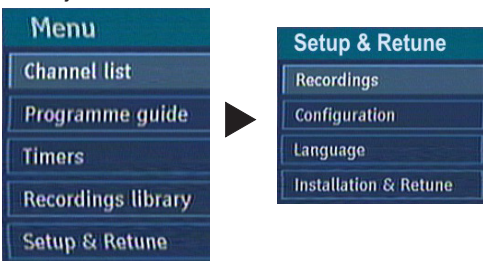 Menu
Channel list
Programme guide
Timers
Recordings library
Setup & Retune
Setup & Retune
Recordings
Configuration
Language
Installation & Retune